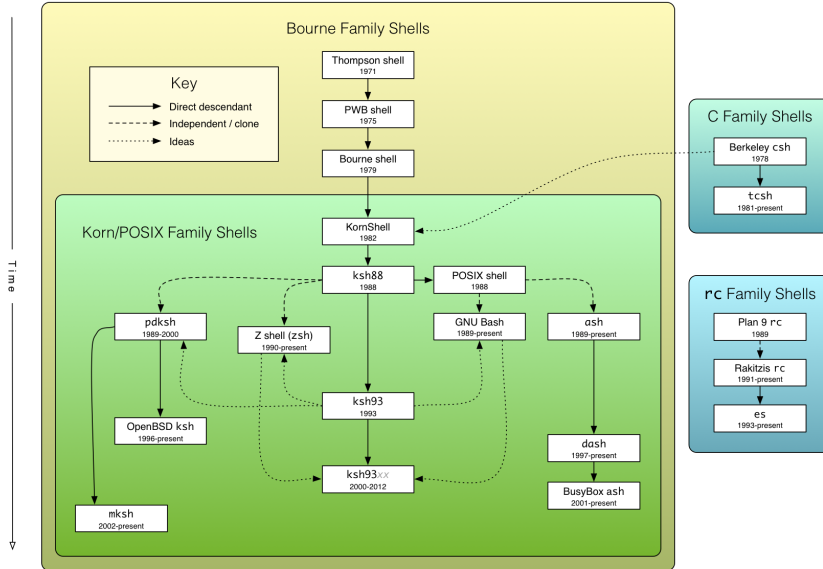 Bourne Family Shells
Thompson shell
1971
Key
Direct descendant
Independent / clone
Ideas
PWB shell
1975
Bourne shell
1979
C Family Shells
Berkeley csh
1978
tcsh
1981-present
Time
Korn/POSIX Family Shells
KornShell
1982
ksh88
1988
POSIX shell
1988
pdksh
1989-2000
Z shell (zsh)
1990-present
GNU Bash
1989-present
ash
1989-present
ksh93
1993
OpenBSD ksh
1996-present
dash
1997-present
ksh93xx
2000-2012
BusyBox ash
2001-present
mksh
2002-present
rc Family Shells
Plan 9 rc
1989
Rakitzis rc
1991-present
es
1993-present